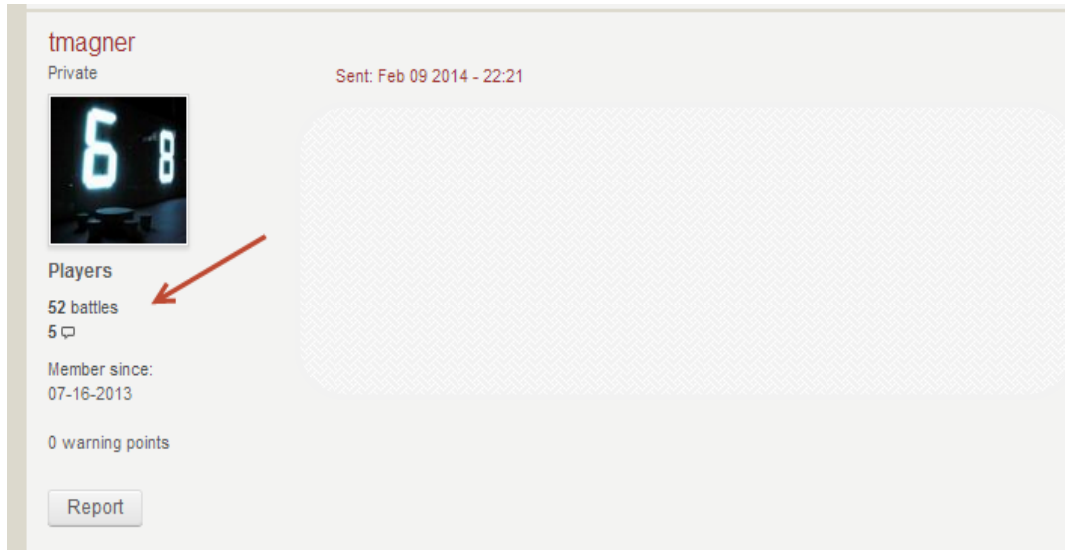 tmagner
Private
Sent: Feb 09 2014 - 22:21
6 8
Players
52 battles
5
Member since:
07-16-2013
0 warning points
Report